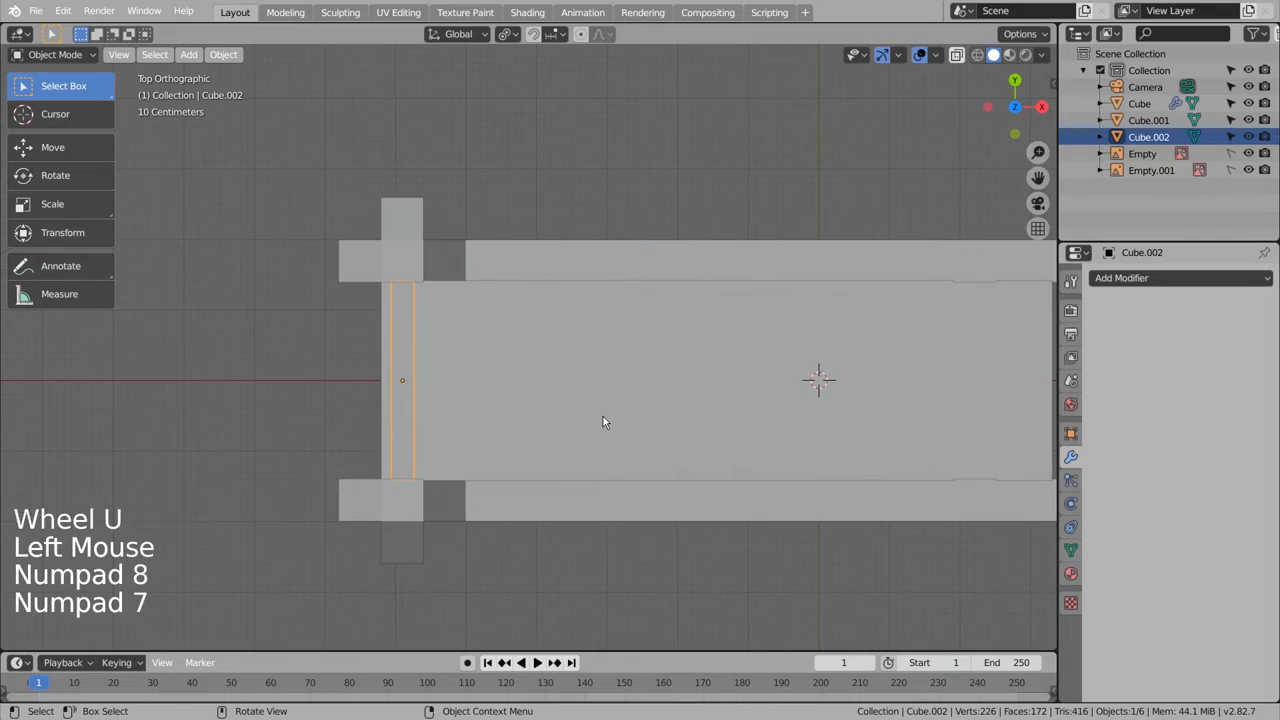 File Edit Render Window Help
Layout Modeling Sculpting UV Editing Texture Paint Shading Animation Rendering Compositing Scripting +
Scene
View Layer
Global
Options
Object Mode View Select Add Object
Scene Collection
Collection
Camera
Cube
Cube.001
Cube.002
Empty
Empty.001
Select Box
Cursor
Move
Rotate
Scale
Transform
Annotate
Measure
Top Orthographic
(1) Collection | Cube.002
10 Centimeters
Y
Z
X
Cube.002
Add Modifier
Wheel U
Left Mouse
Numpad 8
Numpad 7
Playback Keying View Marker
1
Start 1
End 250
1 10 20 30 40 50 60 70 80 90 100 110 120 130 140 150 160 170 180 190 200 210 220 230 240 250
Select
Box Select
Rotate View
Object Context Menu
Collection | Cube.002 | Verts:226 | Faces:172 | Tris:416 | Objects:1/6 | Mem: 44.1 MiB | v2.82.7